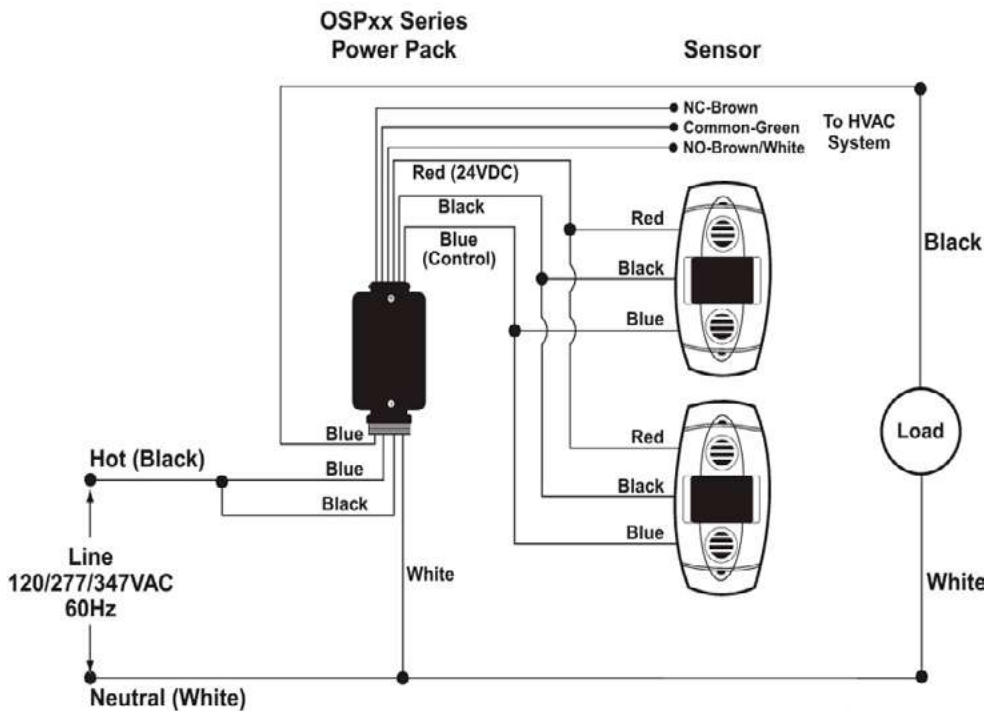 OSPxx Series
Power Pack
Sensor
NC-Brown
Common-Green
NO-Brown/White
To HVAC
System
Red (24VDC)
Black
Blue
(Control)
Red
Black
Blue
Black
Load
Red
Black
Blue
Blue
Hot (Black)
Blue
Black
Line
120/277/347VAC
60Hz
White
White
Neutral (White)